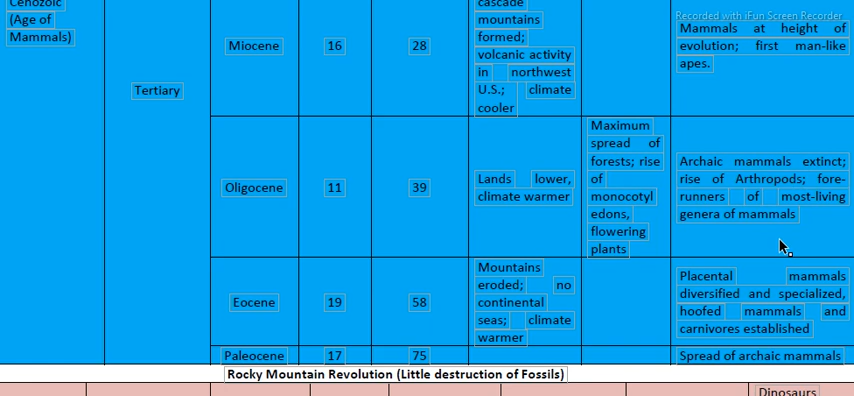 Cenozoic
(Age of
Mammals)
Tertiary
Miocene
16
28
cascade
mountains
formed;
volcanic activity
in northwest
U.S.; climate
cooler
Recorded with iFun Screen Recorder
Mammals at height of
evolution; first man-like
apes.
Oligocene
11
39
Lands lower,
climate warmer
Maximum
spread of
forests; rise
of
monocotyl
edons,
flowering
plants
Archaic mammals extinct;
rise of Arthropods; fore-
runners of most-living
genera of mammals
Eocene
19
58
Mountains
eroded; no
continental
seas; climate
warmer
Placental mammals
diversified and specialized,
hoofed mammals and
carnivores established
Paleocene
17
75
Spread of archaic mammals
Rocky Mountain Revolution (Little destruction of Fossils)
Dinosaurs